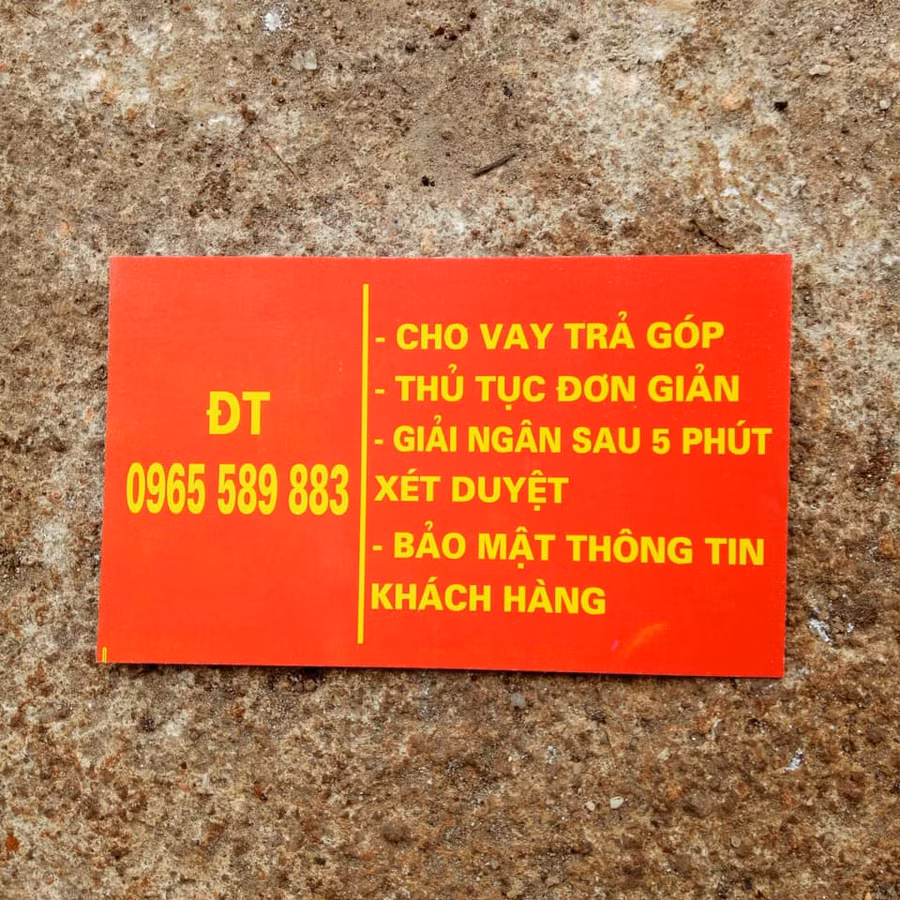 ĐT
0965 589 883
- CHO VAY TRẢ GÓP
- THỦ TỤC ĐƠN GIẢN
- GIẢI NGÂN SAU 5 PHÚT
XÉT DUYỆT
- BẢO MẬT THÔNG TIN
KHÁCH HÀNG